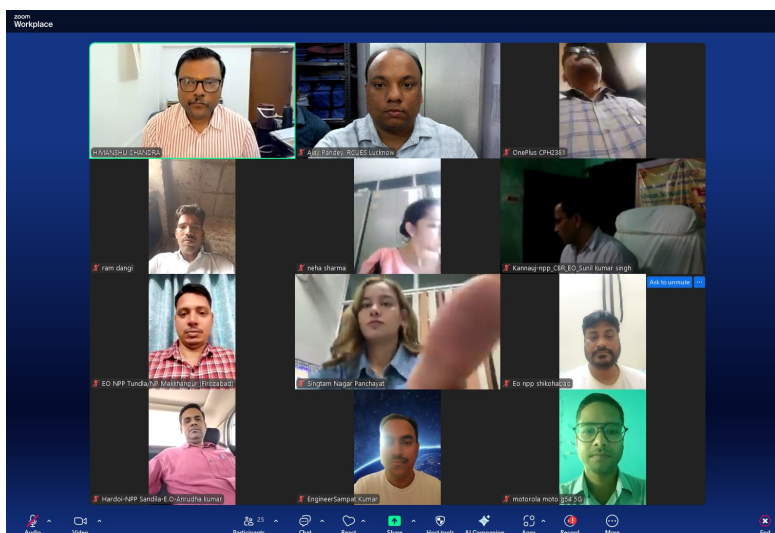 zoom
Workplace
HIMANSHU CHANDRA
Ajay Pandey, RCUES Lucknow
OnePlus CPH2381
ram dangi
neha sharma
Kannauj-npp_CBR_EO_Sunil kumar singh
Ask to unmute
EO NPP Tundla/NP Makkhanpur (Firozabad)
Singtam Nagar Panchayat
Eo npp shikohabad
Hardoi-NPP Sandila-E.O-Anrudha kumar
EngineerSampat Kumar
motorola moto g54 5G
Audio
Video
25
Participants
Chat
React
Share
Host tools
AI Companion
Apps
Record
More
End